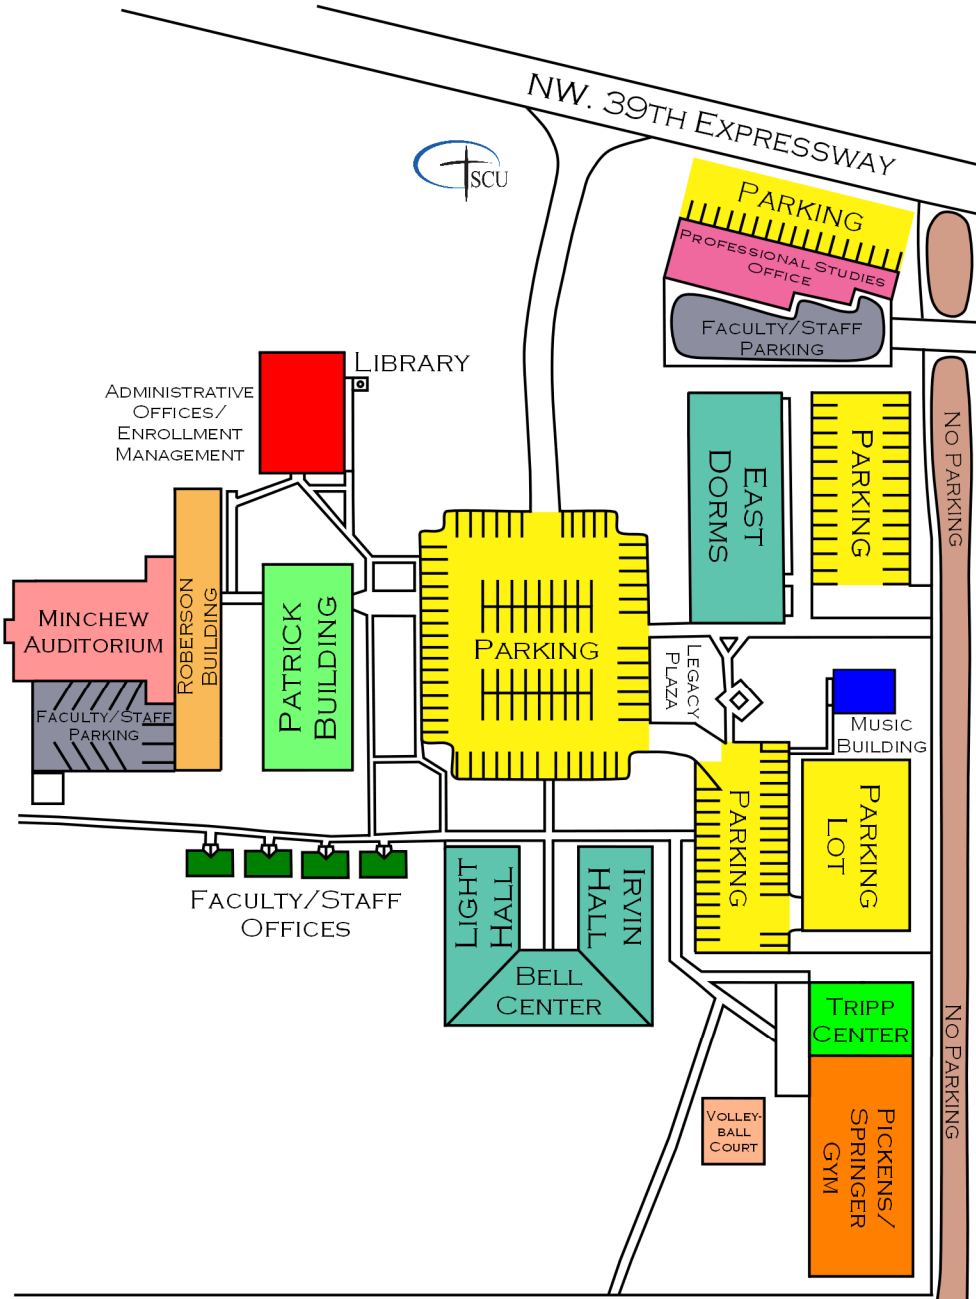 NW. 39TH EXPRESSWAY
SCU
PARKING
PROFESSIONAL STUDIES
OFFICE
FACULTY/STAFF
PARKING
LIBRARY
ADMINISTRATIVE
OFFICES/
ENROLLMENT
MANAGEMENT
EAST
DORMS
PARKING
NO PARKING
MINCHEW
AUDITORIUM
ROBERSON
BUILDING
PATRICK
BUILDING
PARKING
LEGACY
PLAZA
FACULTY/STAFF
PARKING
MUSIC
BUILDING
PARKING
PARKING
LOT
FACULTY/STAFF
OFFICES
LIGHT
HALL
IRVIN
HALL
BELL
CENTER
TRIPP
CENTER
NO PARKING
VOLLEY-
BALL
COURT
PICKENS/
SPRINGER
GYM